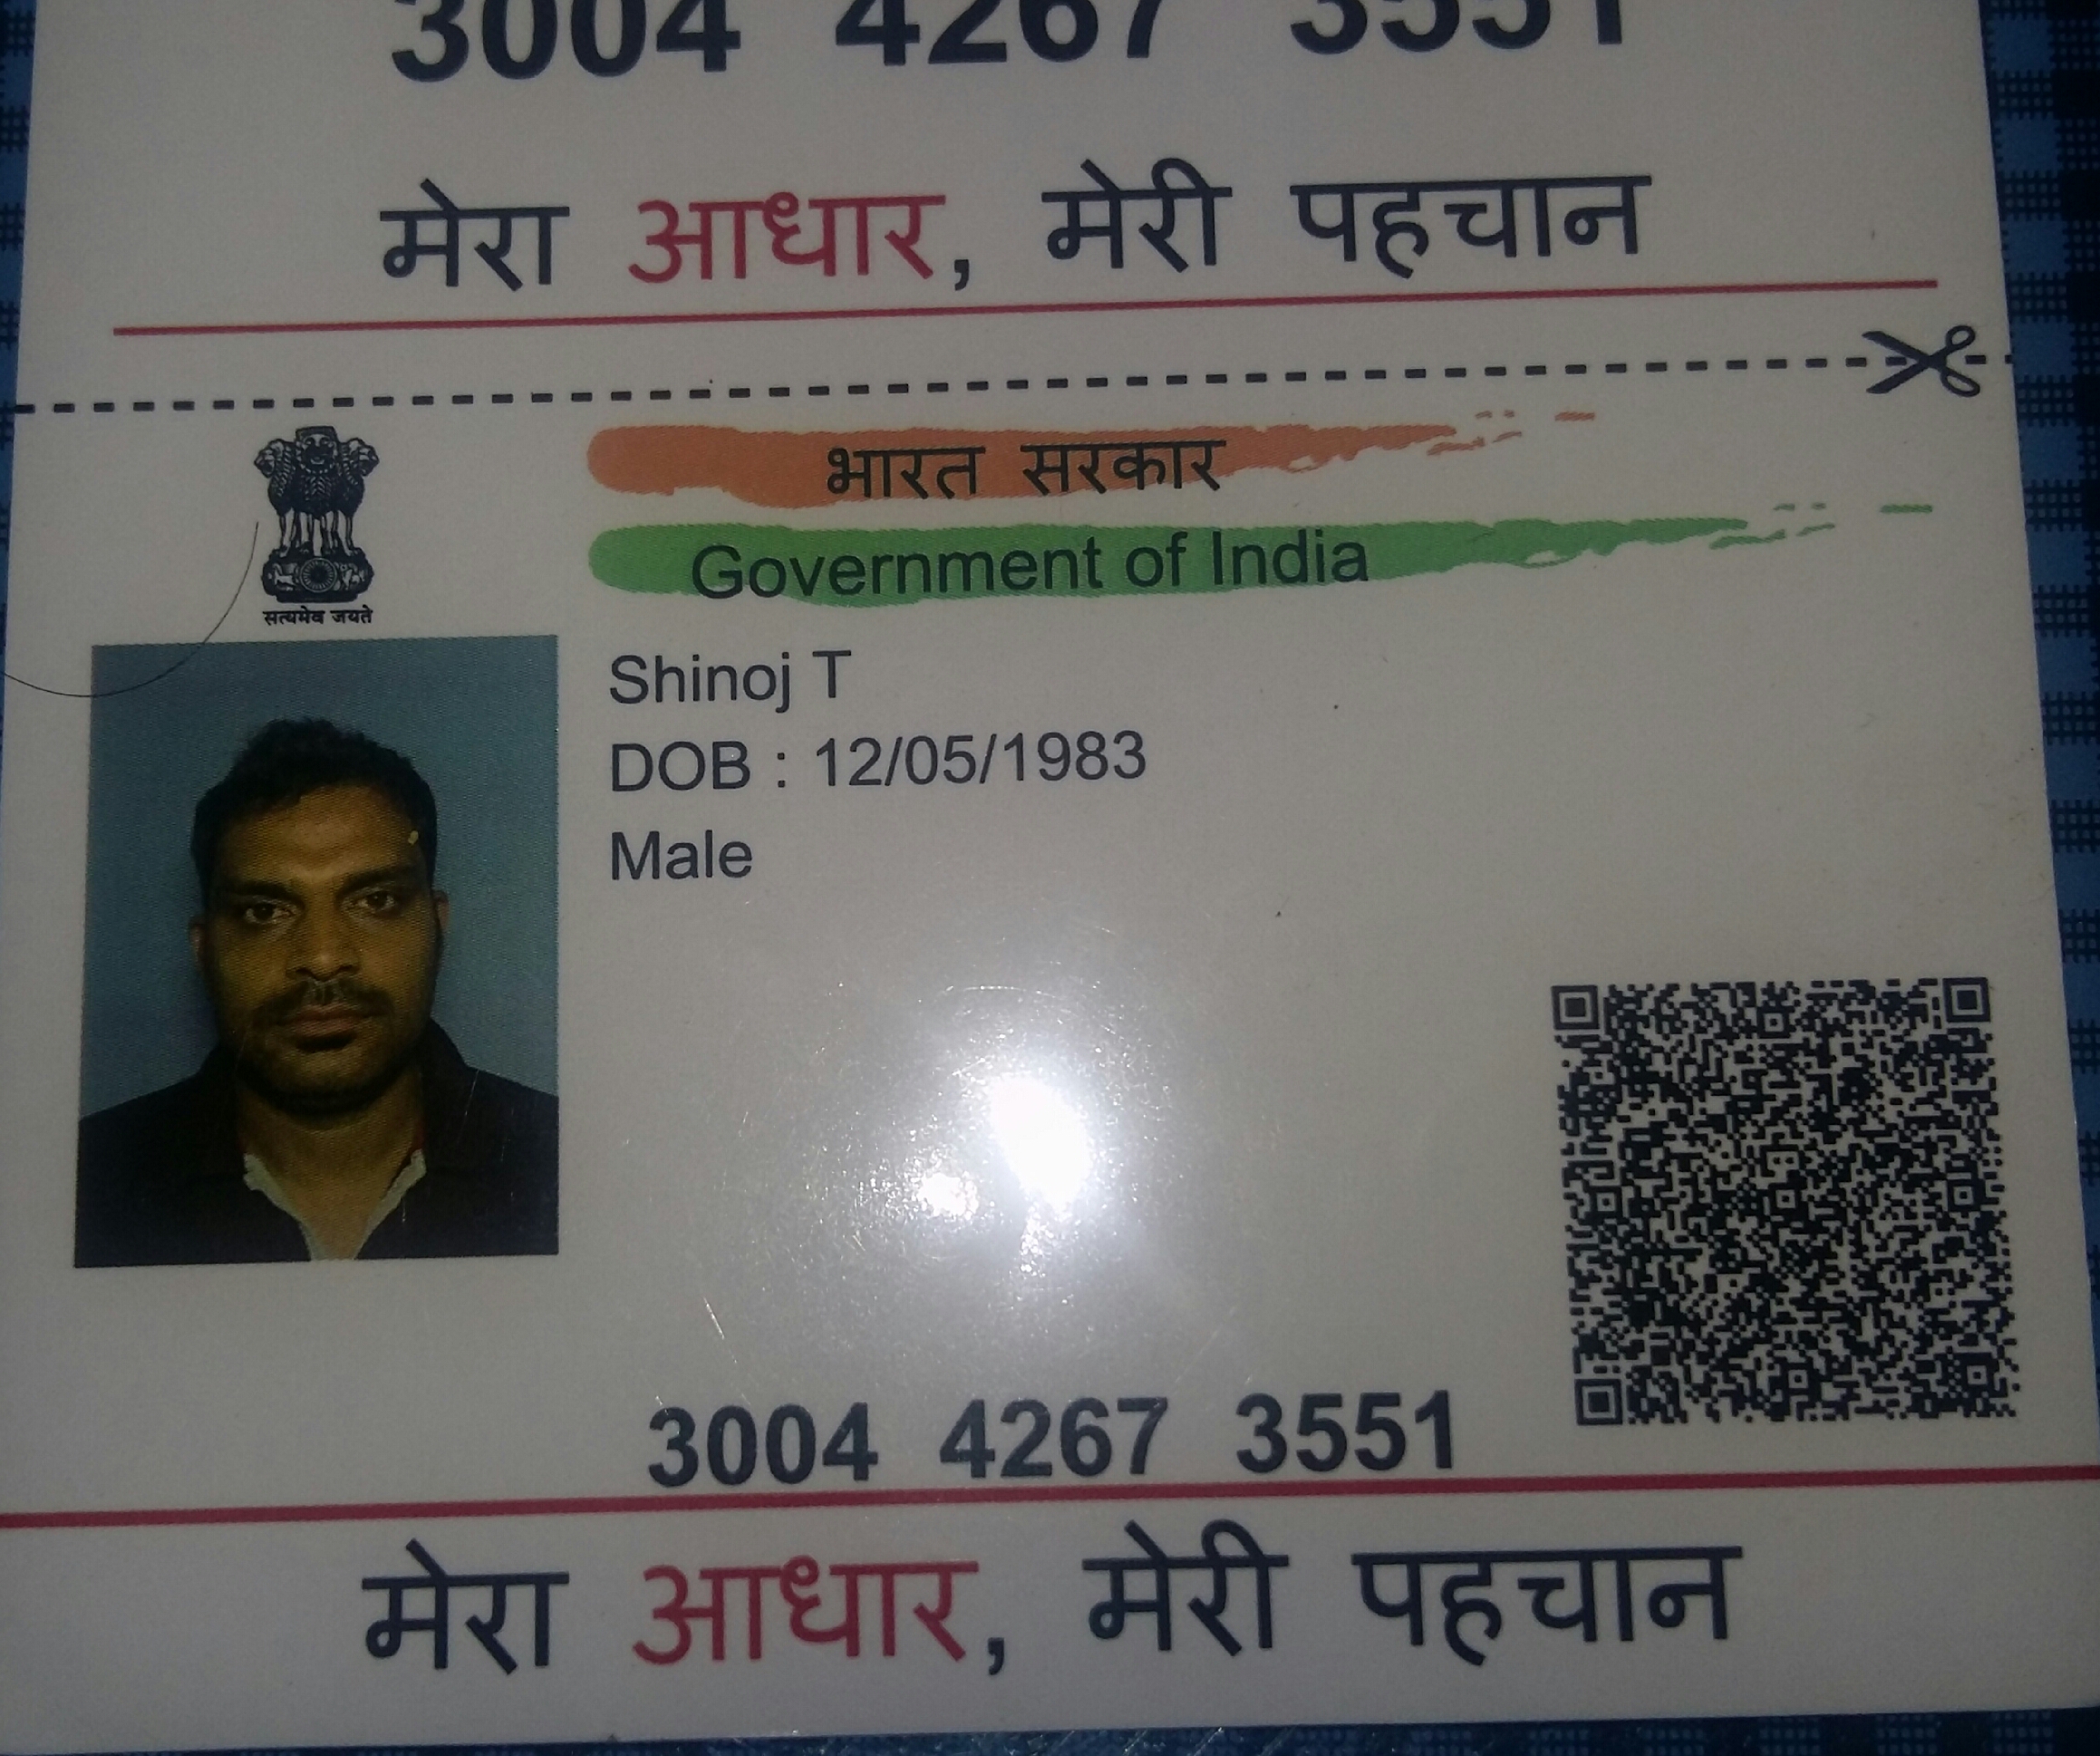 3004 4267 3551
मेरा आधार, मेरी पहचान
भारत सरकार
Government of India
सत्यमेव जयते
Shinoj T
DOB : 12/05/1983
Male
3004 4267 3551
मेरा आधार, मेरी पहचान